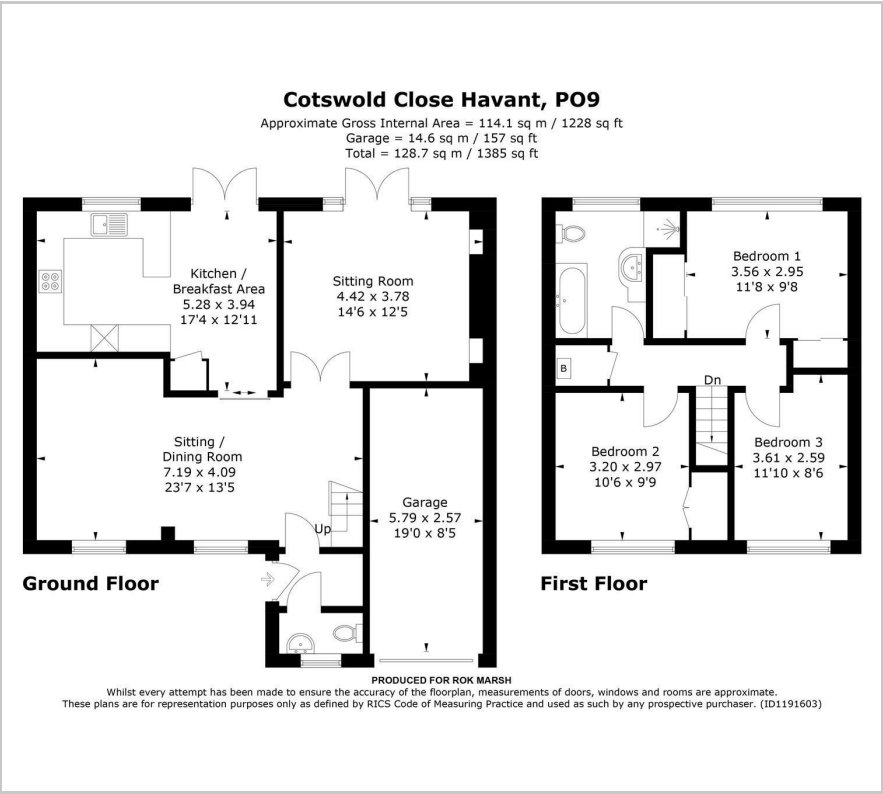 Cotswold Close Havant, PO9
Approximate Gross Internal Area = 114.1 sq m / 1228 sq ft
Garage = 14.6 sq m / 157 sq ft
Total = 128.7 sq m / 1385 sq ft
Kitchen /
Breakfast Area
5.28 x 3.94
17'4 x 12'11
Sitting Room
4.42 x 3.78
14'6 x 12'5
Sitting /
Dining Room
7.19 x 4.09
23'7 x 13'5
Up
Garage
5.79 x 2.57
19'0 x 8'5
Ground Floor
Bedroom 1
3.56 x 2.95
11'8 x 9'8
B
Dn
Bedroom 2
3.20 x 2.97
10'6 x 9'9
Bedroom 3
3.61 x 2.59
11'10 x 8'6
First Floor
PRODUCED FOR ROK MARSH
Whilst every attempt has been made to ensure the accuracy of the floorplan, measurements of doors, windows and rooms are approximate.
These plans are for representation purposes only as defined by RICS Code of Measuring Practice and used as such by any prospective purchaser. (ID1191603)